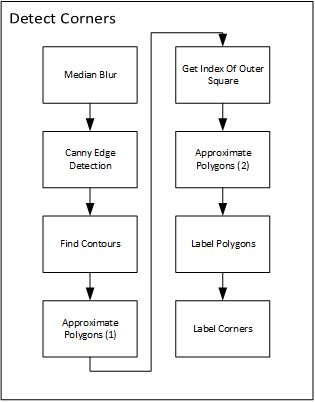 Detect Corners
Median Blur
Canny Edge
Detection
Find Contours
Approximate
Polygons (1)
Get Index Of Outer
Square
Approximate
Polygons (2)
Label Polygons
Label Corners